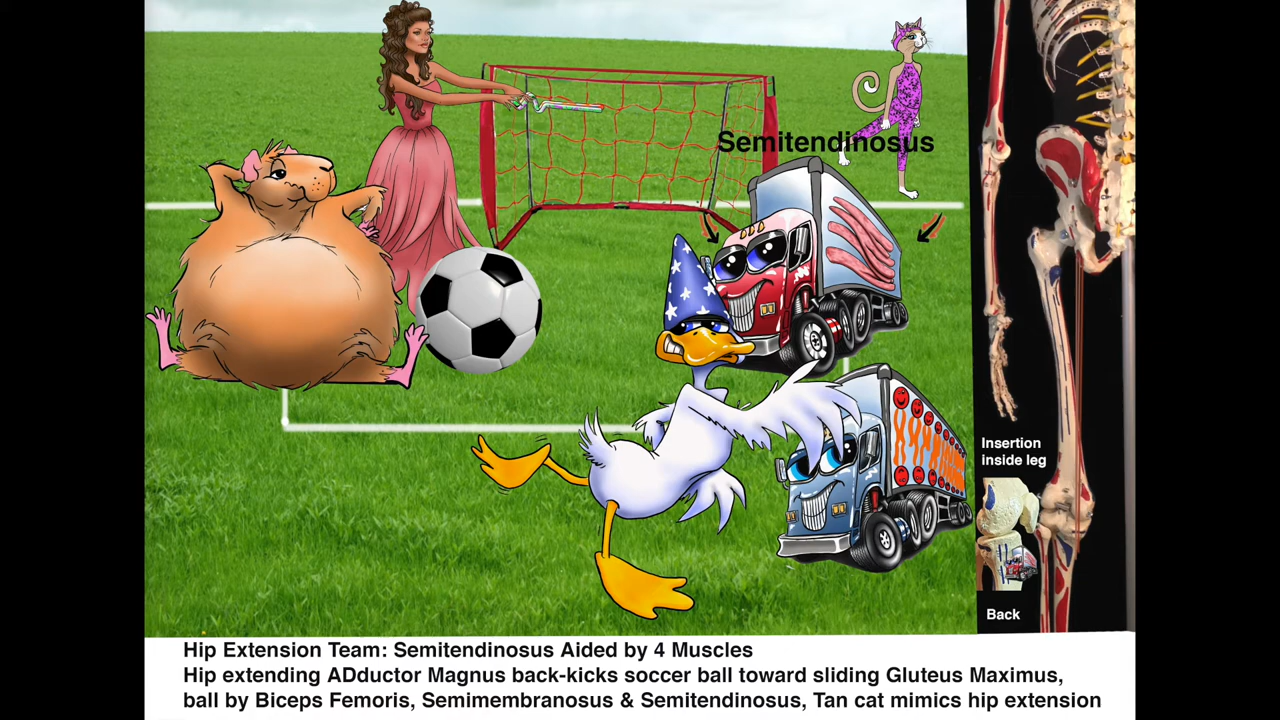 Semitendinosus
Insertion
inside leg
Back
Hip Extension Team: Semitendinosus Aided by 4 Muscles
Hip extending ADductor Magnus back-kicks soccer ball toward sliding Gluteus Maximus,
ball by Biceps Femoris, Semimembranosus & Semitendinosus, Tan cat mimics hip extension